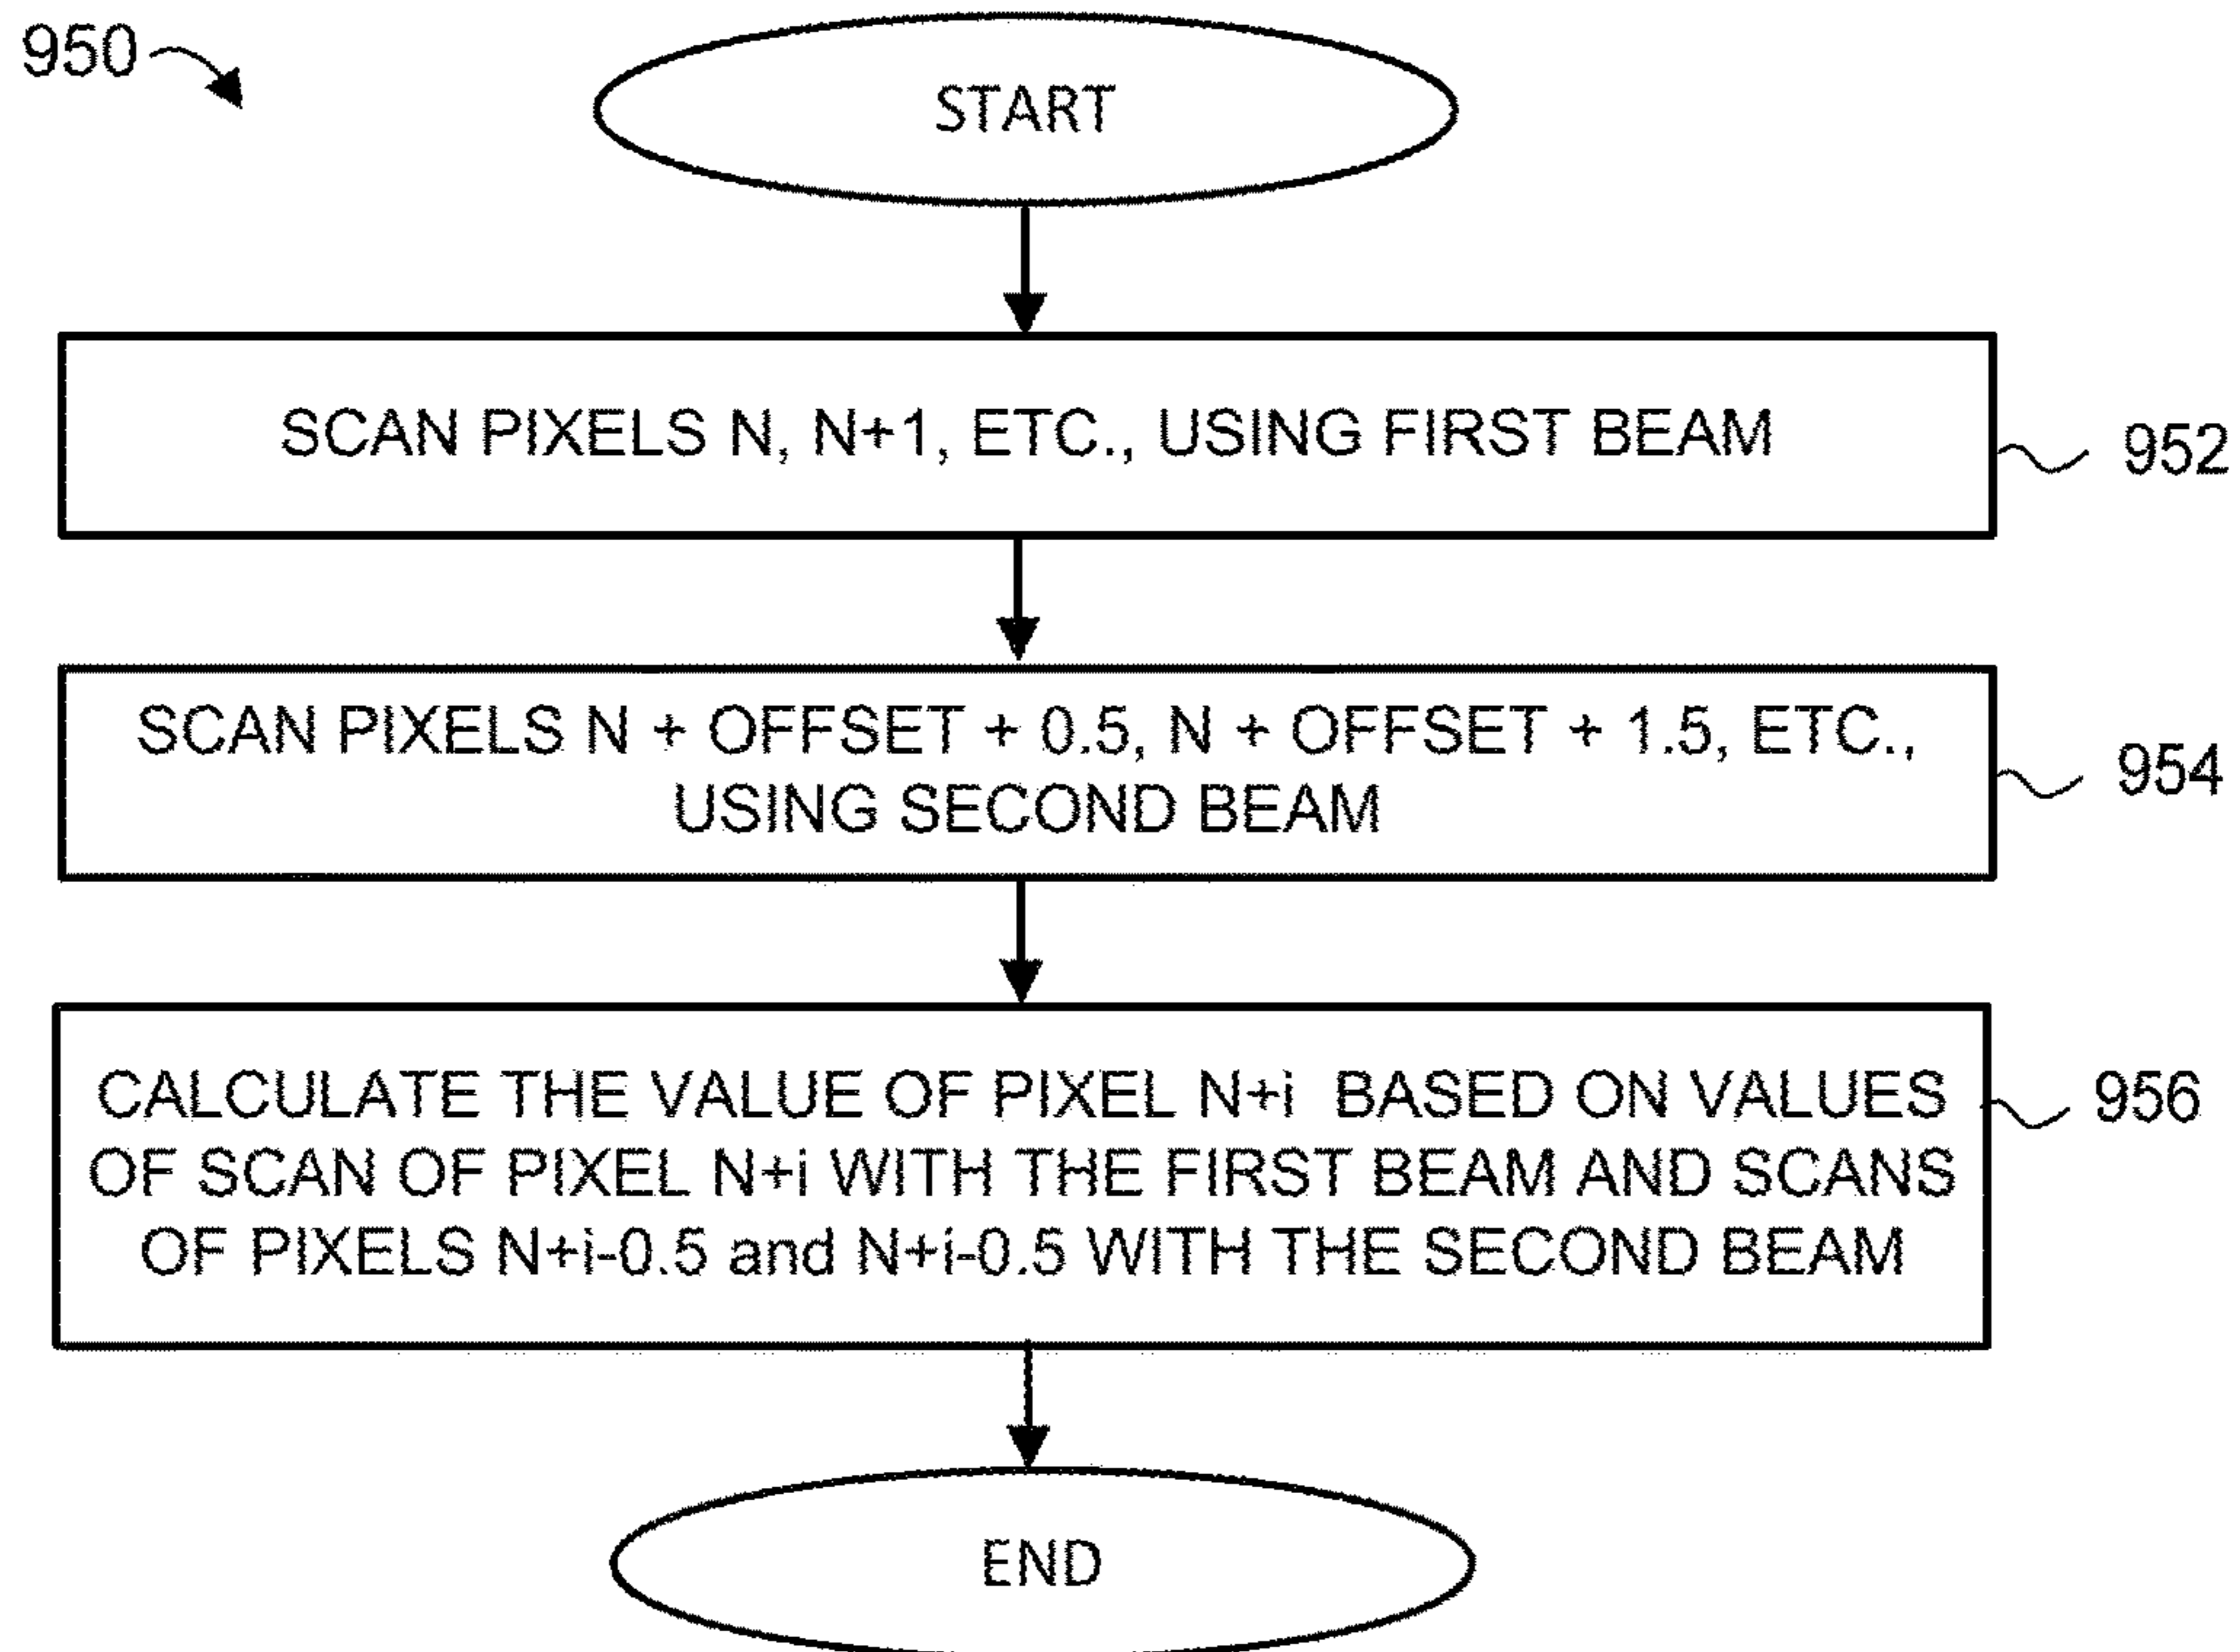 950
START
SCAN PIXELS N, N+1, ETC., USING FIRST BEAM
952
SCAN PIXELS N + OFFSET + 0.5, N + OFFSET + 1.5, ETC.,
USING SECOND BEAM
954
CALCULATE THE VALUE OF PIXEL N+i BASED ON VALUES
OF SCAN OF PIXEL N+i WITH THE FIRST BEAM AND SCANS
OF PIXELS N+i-0.5 and N+i-0.5 WITH THE SECOND BEAM
956
END